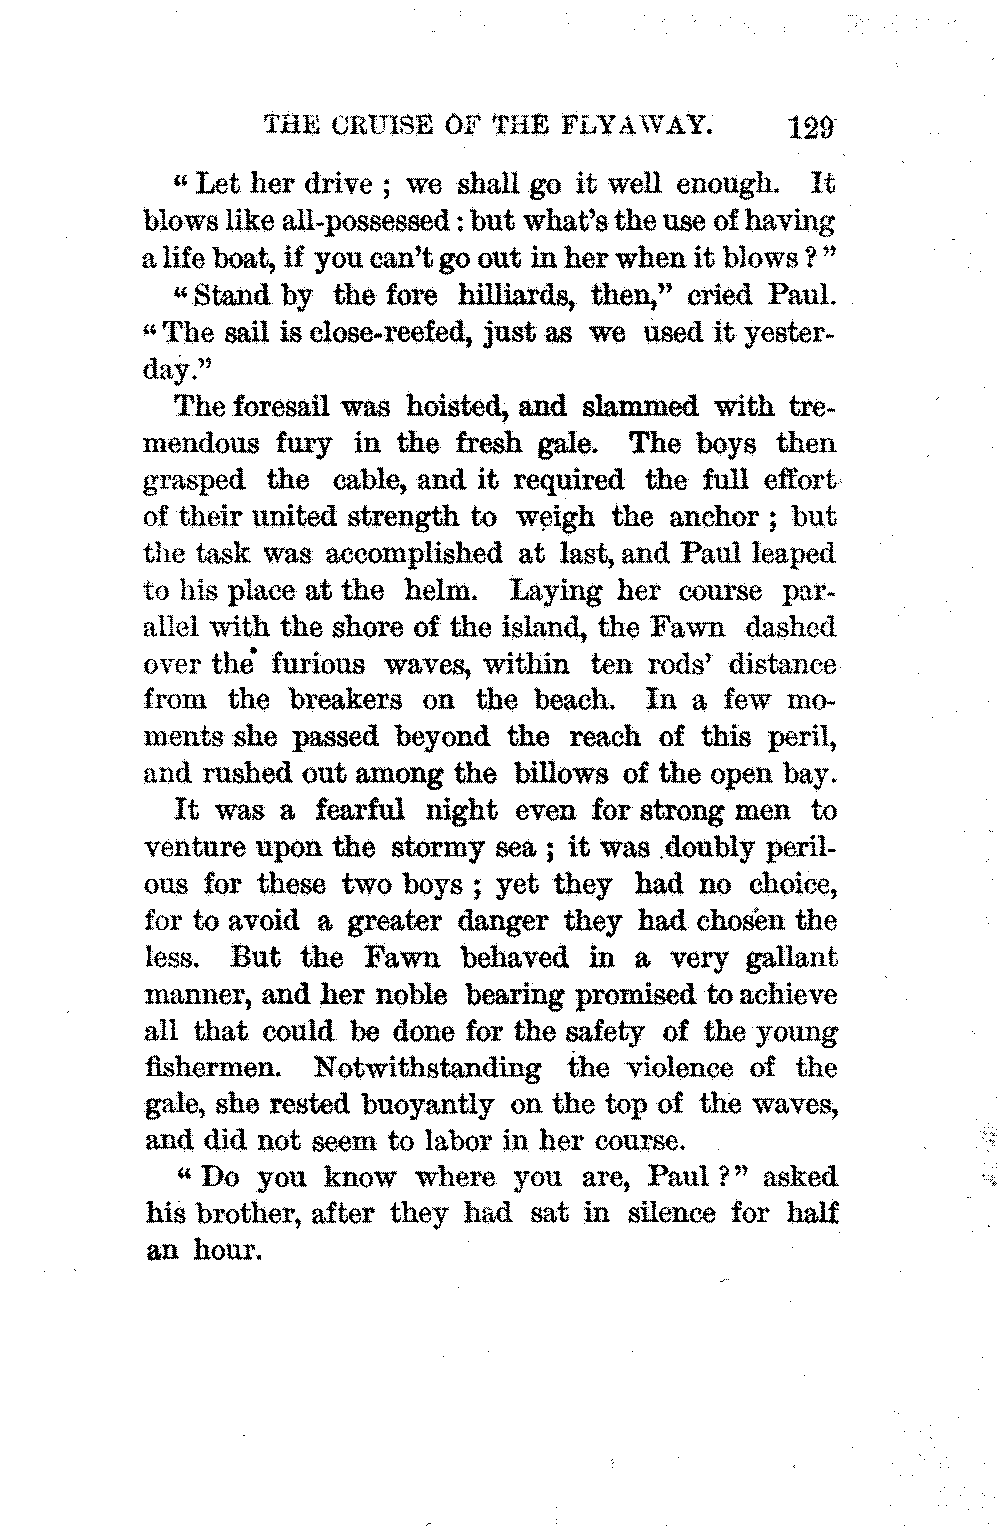 THE CRUISE OF THE FLYAWAY. 129
“ Let her drive ; we shall go it well enough. It
blows like all-possessed : but what’s the use of having
a life boat, if you can’t go out in her when it blows ? ”
“ Stand by the fore hilliards, then,” cried Paul.
“ The sail is close-reefed, just as we used it yester-
day.”
The foresail was hoisted, and slammed with tre-
mendous fury in the fresh gale. The boys then
grasped the cable, and it required the full effort
of their united strength to weigh the anchor ; but
the task was accomplished at last, and Paul leaped
to his place at the helm. Laying her course par-
allel with the shore of the island, the Fawn dashed
over the furious waves, within ten rods’ distance
from the breakers on the beach. In a few mo-
ments she passed beyond the reach of this peril,
and rushed out among the billows of the open bay.
It was a fearful night even for strong men to
venture upon the stormy sea ; it was doubly peril-
ous for these two boys ; yet they had no choice,
for to avoid a greater danger they had chosen the
less. But the Fawn behaved in a very gallant
manner, and her noble bearing promised to achieve
all that could be done for the safety of the young
fishermen. Notwithstanding the violence of the
gale, she rested buoyantly on the top of the waves,
and did not seem to labor in her course.
“ Do you know where you are, Paul ? ” asked
his brother, after they had sat in silence for half
an hour.